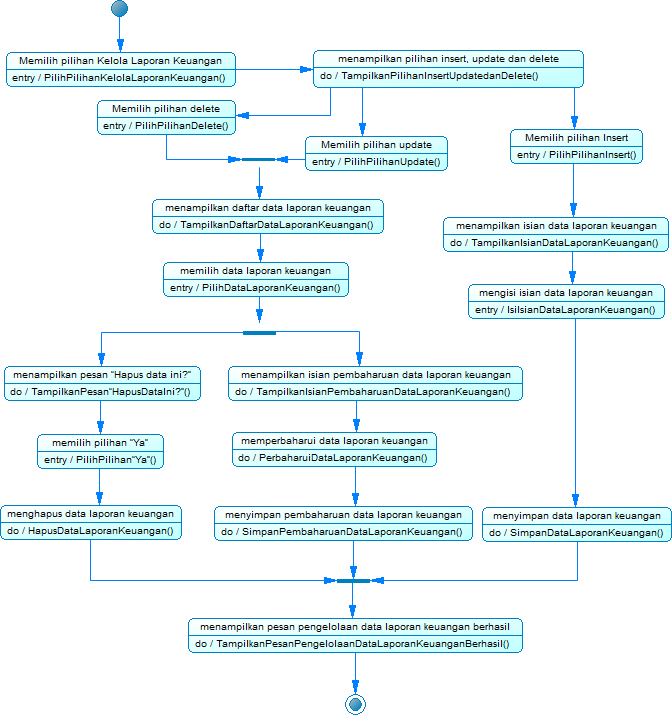 Memilih pilihan Kelola Laporan Keuangan
entry / PilihPilihanKelolaLaporanKeuangan()
menampilkan pilihan insert, update dan delete
do / TampilkanPilihanInsertUpdatedanDelete()
Memilih pilihan delete
entry / PilihPilihanDelete()
Memilih pilihan update
entry / PilihPilihanUpdate()
Memilih pilihan Insert
entry / PilihPilihanInsert()
menampilkan daftar data laporan keuangan
do / TampilkanDaftarDataLaporanKeuangan()
menampilkan isian data laporan keuangan
do / TampilkanIsianDataLaporanKeuangan()
memilih data laporan keuangan
entry / PilihDataLaporanKeuangan()
mengisi isian data laporan keuangan
entry / IsiIsianDataLaporanKeuangan()
menampilkan pesan "Hapus data ini?"
do / TampilkanPesan"HapusDataIni?"()
menampilkan isian pembaharuan data laporan keuangan
do / TampilkanIsianPembaharuanDataLaporanKeuangan()
memilih pilihan "Ya"
entry / PilihPilihan"Ya"()
memperbaharui data laporan keuangan
do / PerbaharuiDataLaporanKeuangan()
menghapus data laporan keuangan
do / HapusDataLaporanKeuangan()
menyimpan pembaharuan data laporan keuangan
do / SimpanPembaharuanDataLaporanKeuangan()
menyimpan data laporan keuangan
do / SimpanDataLaporanKeuangan()
menampilkan pesan pengelolaan data laporan keuangan berhasil
do / TampilkanPesanPengelolaanDataLaporanKeuanganBerhasil()